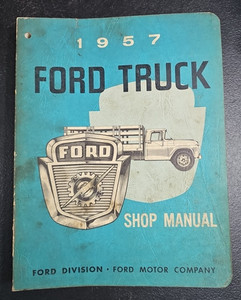 1957
FORD TRUCK
FORD
SHOP MANUAL
FORD DIVISION • FORD MOTOR COMPANY